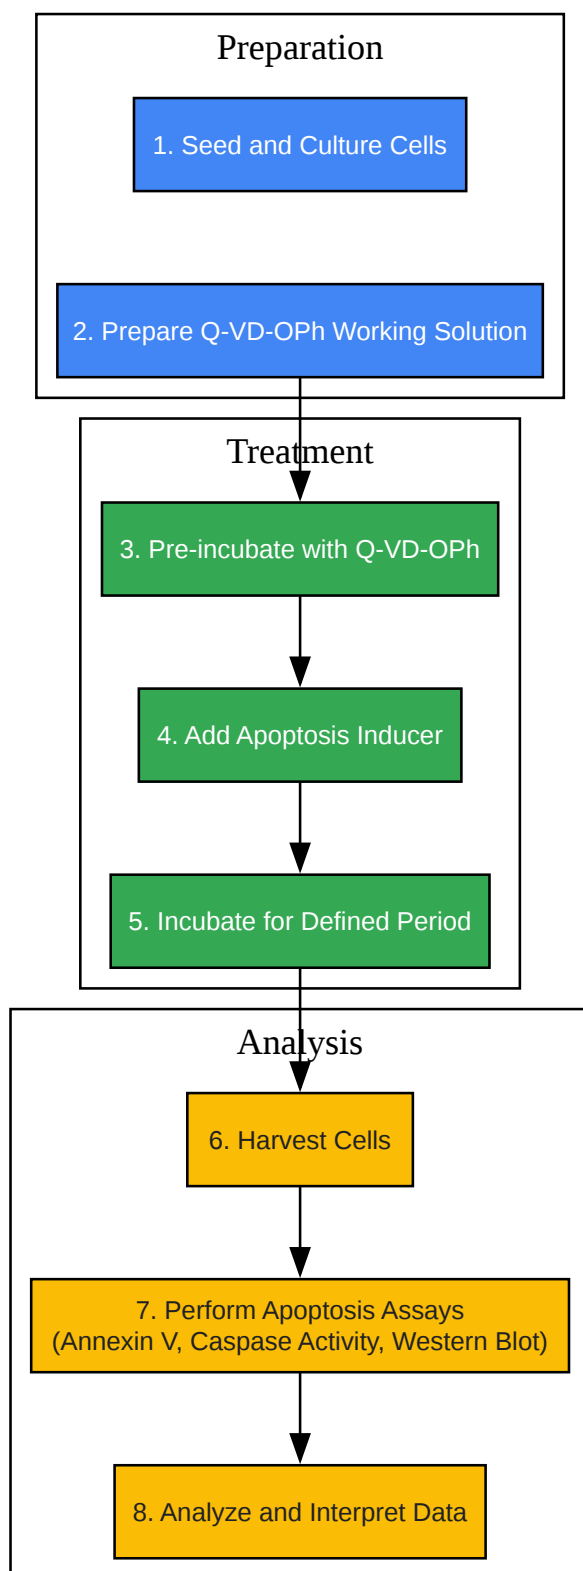 Preparation
1. Seed and Culture Cells
2. Prepare Q-VD-OPh Working Solution
Treatment
3. Pre-incubate with Q-VD-OPh
4. Add Apoptosis Inducer
5. Incubate for Defined Period
Analysis
6. Harvest Cells
7. Perform Apoptosis Assays
(Annexin V, Caspase Activity, Western Blot)
8. Analyze and Interpret Data